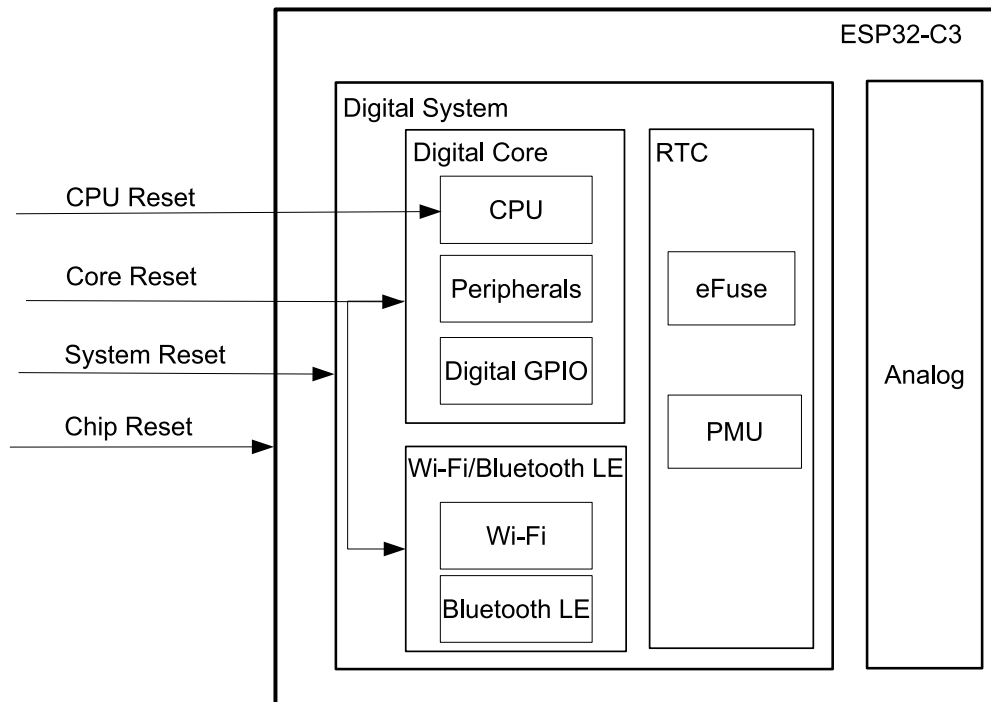 ESP32-C3
Digital System
Digital Core
RTC
CPU Reset
CPU
Core Reset
Peripherals
eFuse
System Reset
Digital GPIO
Analog
Chip Reset
PMU
Wi-Fi/Bluetooth LE
Wi-Fi
Bluetooth LE